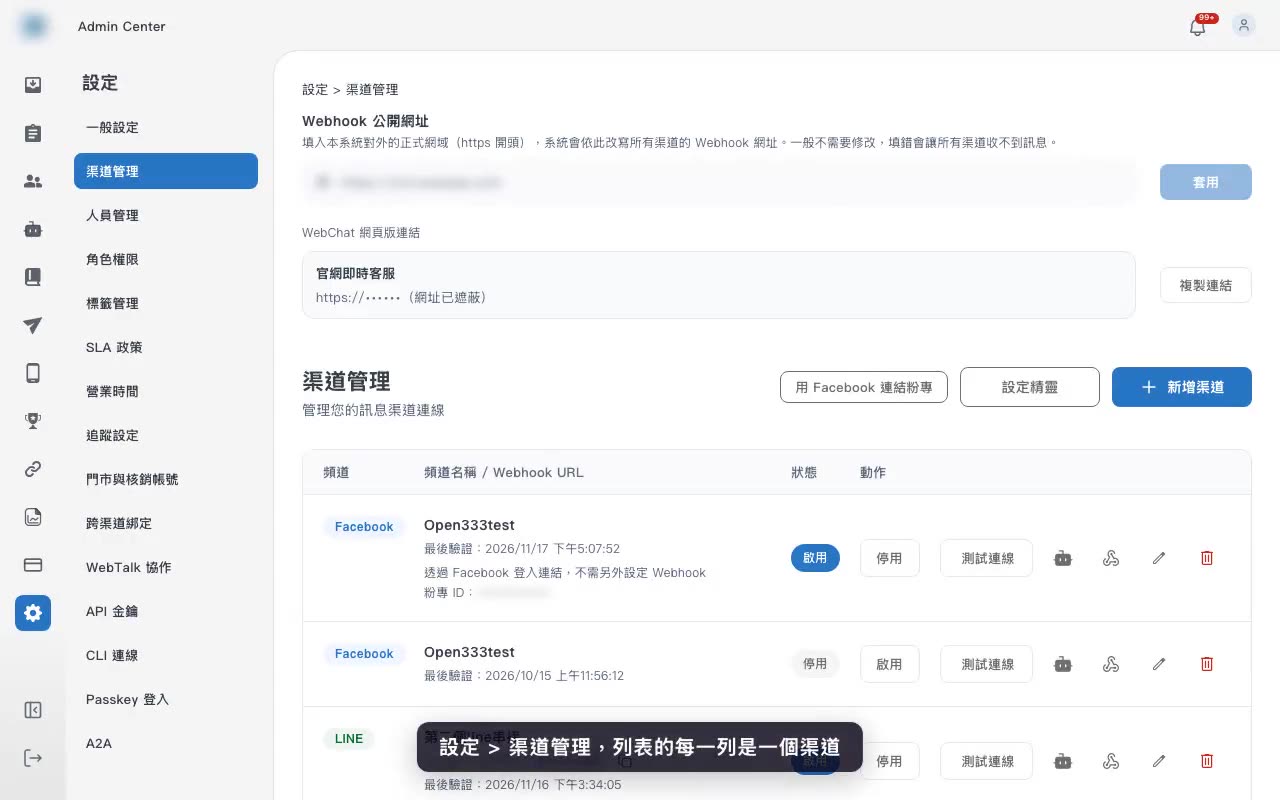 Admin Center
99+
設定
一般設定
渠道管理
人員管理
角色權限
標籤管理
SLA 政策
營業時間
追蹤設定
門市與核銷帳號
跨渠道綁定
WebTalk 協作
API 金鑰
CLI 連線
Passkey 登入
A2A
設定 > 渠道管理
Webhook 公開網址
填入本系統對外的正式網域（https 開頭），系統會依此改寫所有渠道的 Webhook 網址。一般不需要修改，填錯會讓所有渠道收不到訊息。
套用
WebChat 網頁版連結
官網即時客服
https://••••••（網址已遮蔽）
複製連結
渠道管理
管理您的訊息渠道連線
用 Facebook 連結粉專
設定精靈
＋ 新增渠道
頻道 頻道名稱 / Webhook URL 狀態 動作
Facebook
Open333test
最後驗證：2026/11/17 下午5:07:52
透過 Facebook 登入連結，不需另外設定 Webhook
粉專 ID：
啟用 停用 測試連線
Facebook
Open333test
最後驗證：2026/10/15 上午11:56:12
停用 啟用 測試連線
LINE
最後驗證：2026/11/16 下午3:34:05
啟用 停用 測試連線
設定 > 渠道管理，列表的每一列是一個渠道